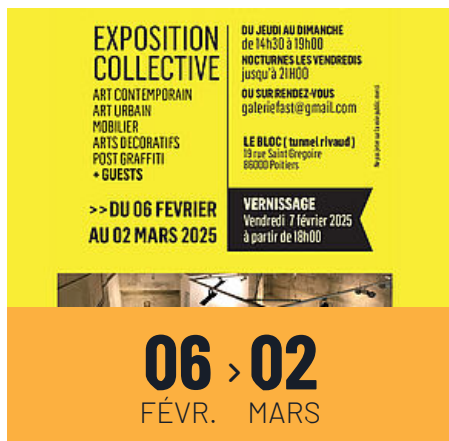 EXPOSITION
COLLECTIVE
ART CONTEMPORAIN
ART URBAIN
MOBILIER
ARTS DECORATIFS
POST GRAFFITI
+ GUESTS
>>DU 06 FEVRIER
AU 02 MARS 2025
DU JEUDI AU DIMANCHE
de 14h30 à 19h00
NOCTURNES LES VENDREDIS
jusqu'à 21H00
OU SUR RENDEZ-VOUS
galeriefast@gmail.com
LE BLOC ( tunnel rivaud )
19 rue Saint Gregoire
86000 Poitiers
VERNISSAGE
Vendredi 7 février 2025
à partir de 18h00
06 › 02
FÉVR. MARS